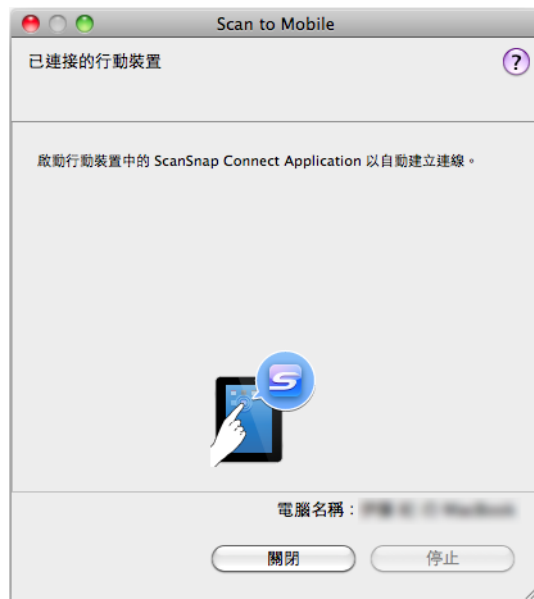 Scan to Mobile
已連接的行動裝置
?
啟動行動裝置中的 ScanSnap Connect Application 以自動建立連線。
S
電腦名稱：
關閉
停止